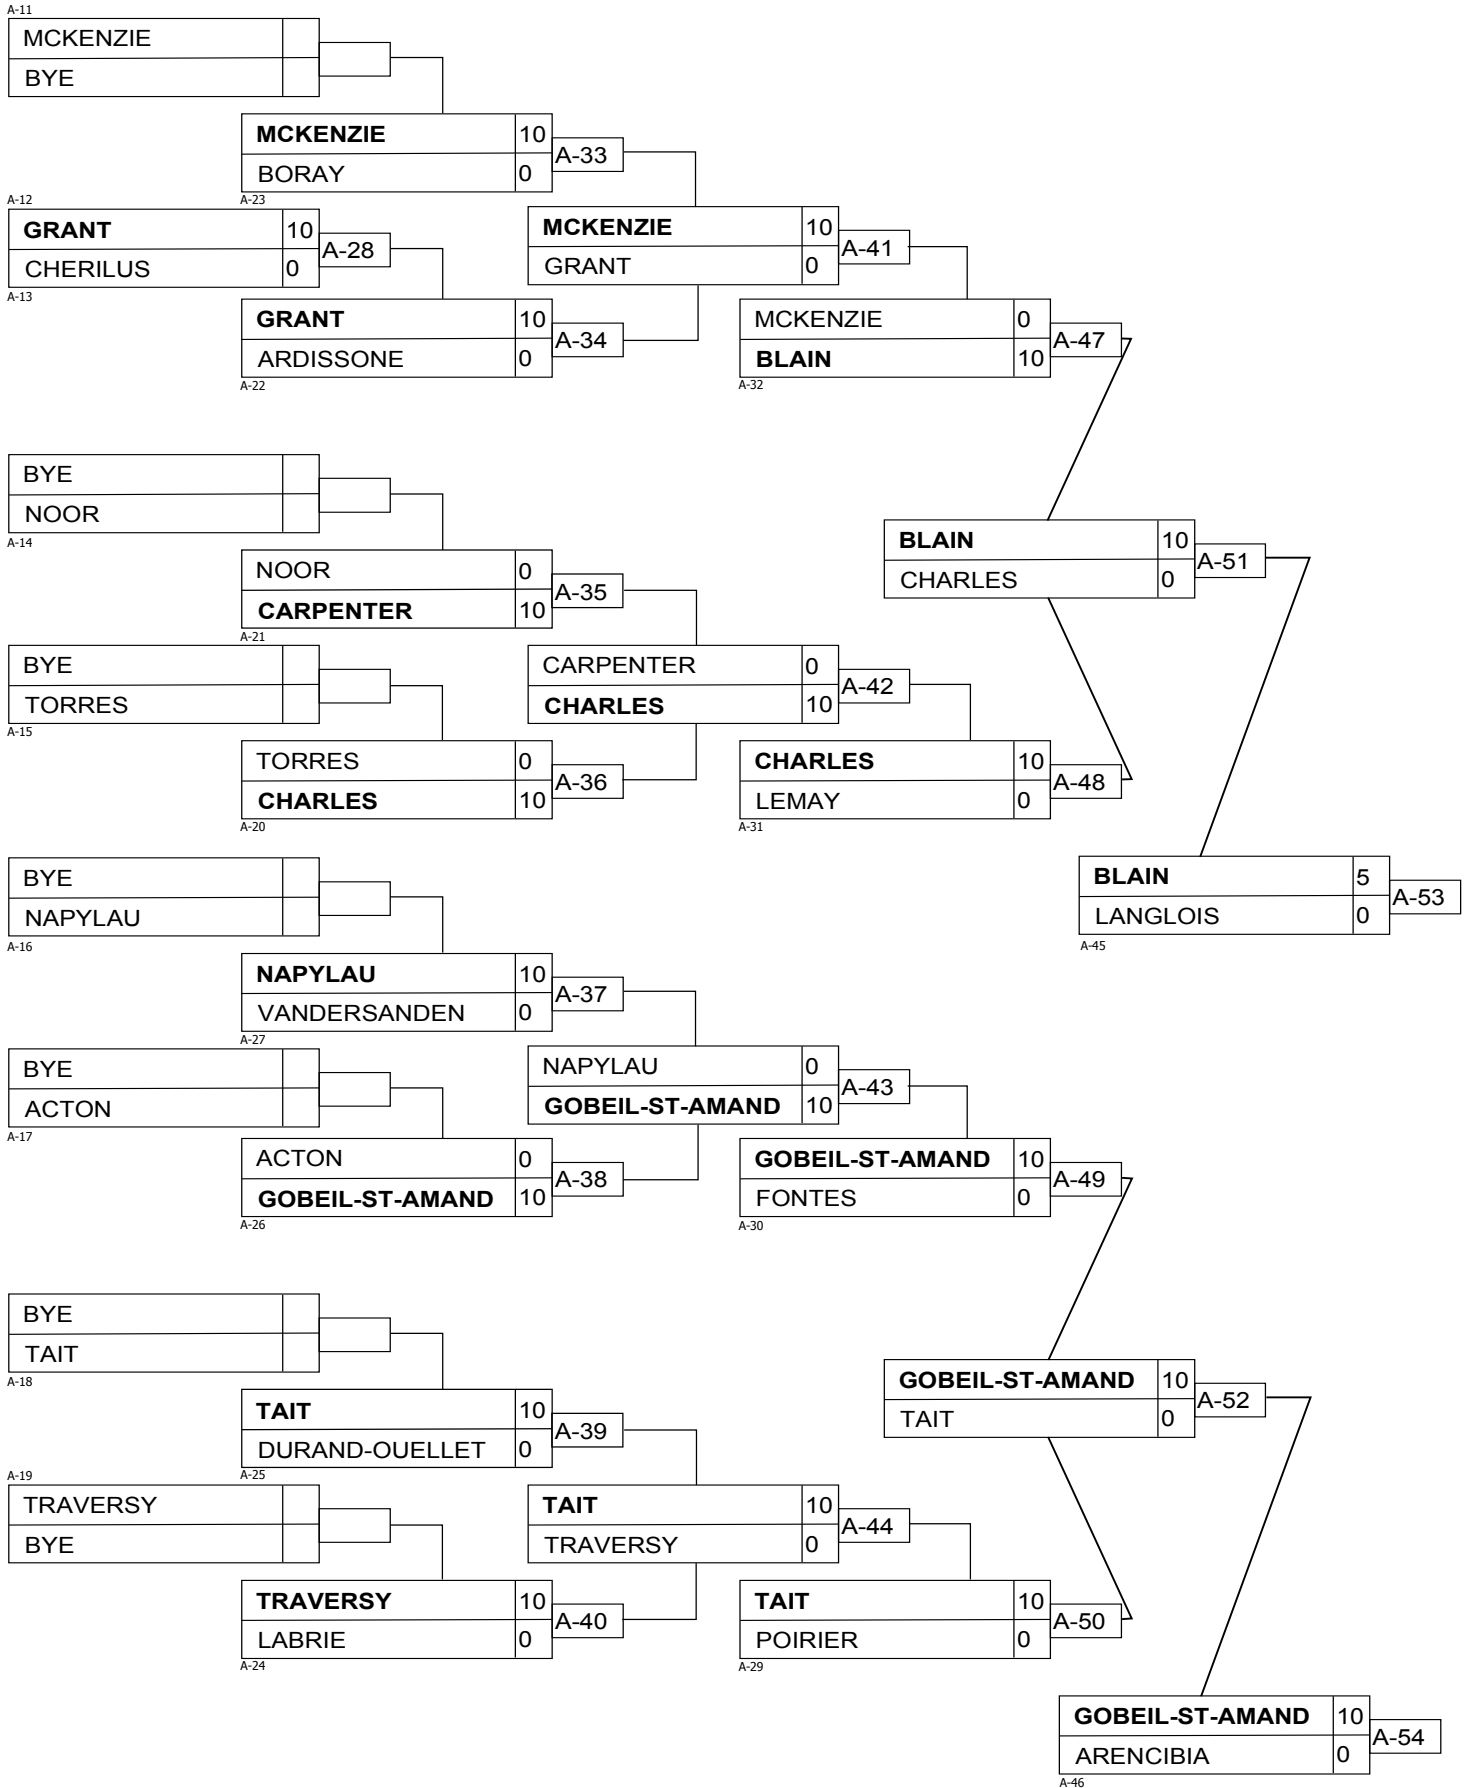 A-11
MCKENZIE
BYE
MCKENZIE 10
BORAY 0
A-33
A-23
A-12
GRANT 10
CHERILUS 0
A-28
A-13
GRANT 10
ARDISSONE 0
A-34
A-22
MCKENZIE 10
GRANT 0
A-41
MCKENZIE 0
BLAIN 10
A-47
A-32
BYE
NOOR
A-14
NOOR 0
CARPENTER 10
A-35
A-21
BYE
TORRES
A-15
TORRES 0
CHARLES 10
A-36
A-20
CARPENTER 0
CHARLES 10
A-42
CHARLES 10
LEMAY 0
A-48
A-31
BLAIN 10
CHARLES 0
A-51
BLAIN 5
LANGLOIS 0
A-53
A-45
BYE
NAPYLAU
A-16
NAPYLAU 10
VANDERSANDEN 0
A-37
A-27
BYE
ACTON
A-17
ACTON 0
GOBEIL-ST-AMAND 10
A-38
A-26
NAPYLAU 0
GOBEIL-ST-AMAND 10
A-43
GOBEIL-ST-AMAND 10
FONTES 0
A-49
A-30
BYE
TAIT
A-18
TAIT 10
DURAND-OUELLET 0
A-39
A-25
A-19
TRAVERSY
BYE
TRAVERSY 10
LABRIE 0
A-40
A-24
TAIT 10
TRAVERSY 0
A-44
TAIT 10
POIRIER 0
A-50
A-29
GOBEIL-ST-AMAND 10
TAIT 0
A-52
GOBEIL-ST-AMAND 10
ARENCIBIA 0
A-54
A-46